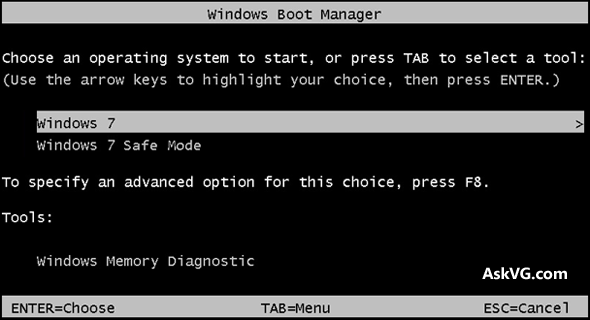 Windows Boot Manager
Choose an operating system to start, or press TAB to select a tool:
(Use the arrow keys to highlight your choice, then press ENTER.)
Windows 7 >
Windows 7 Safe Mode
To specify an advanced option for this choice, press F8.
Tools:
Windows Memory Diagnostic
AskVG.com
ENTER=Choose TAB=Menu ESC=Cancel